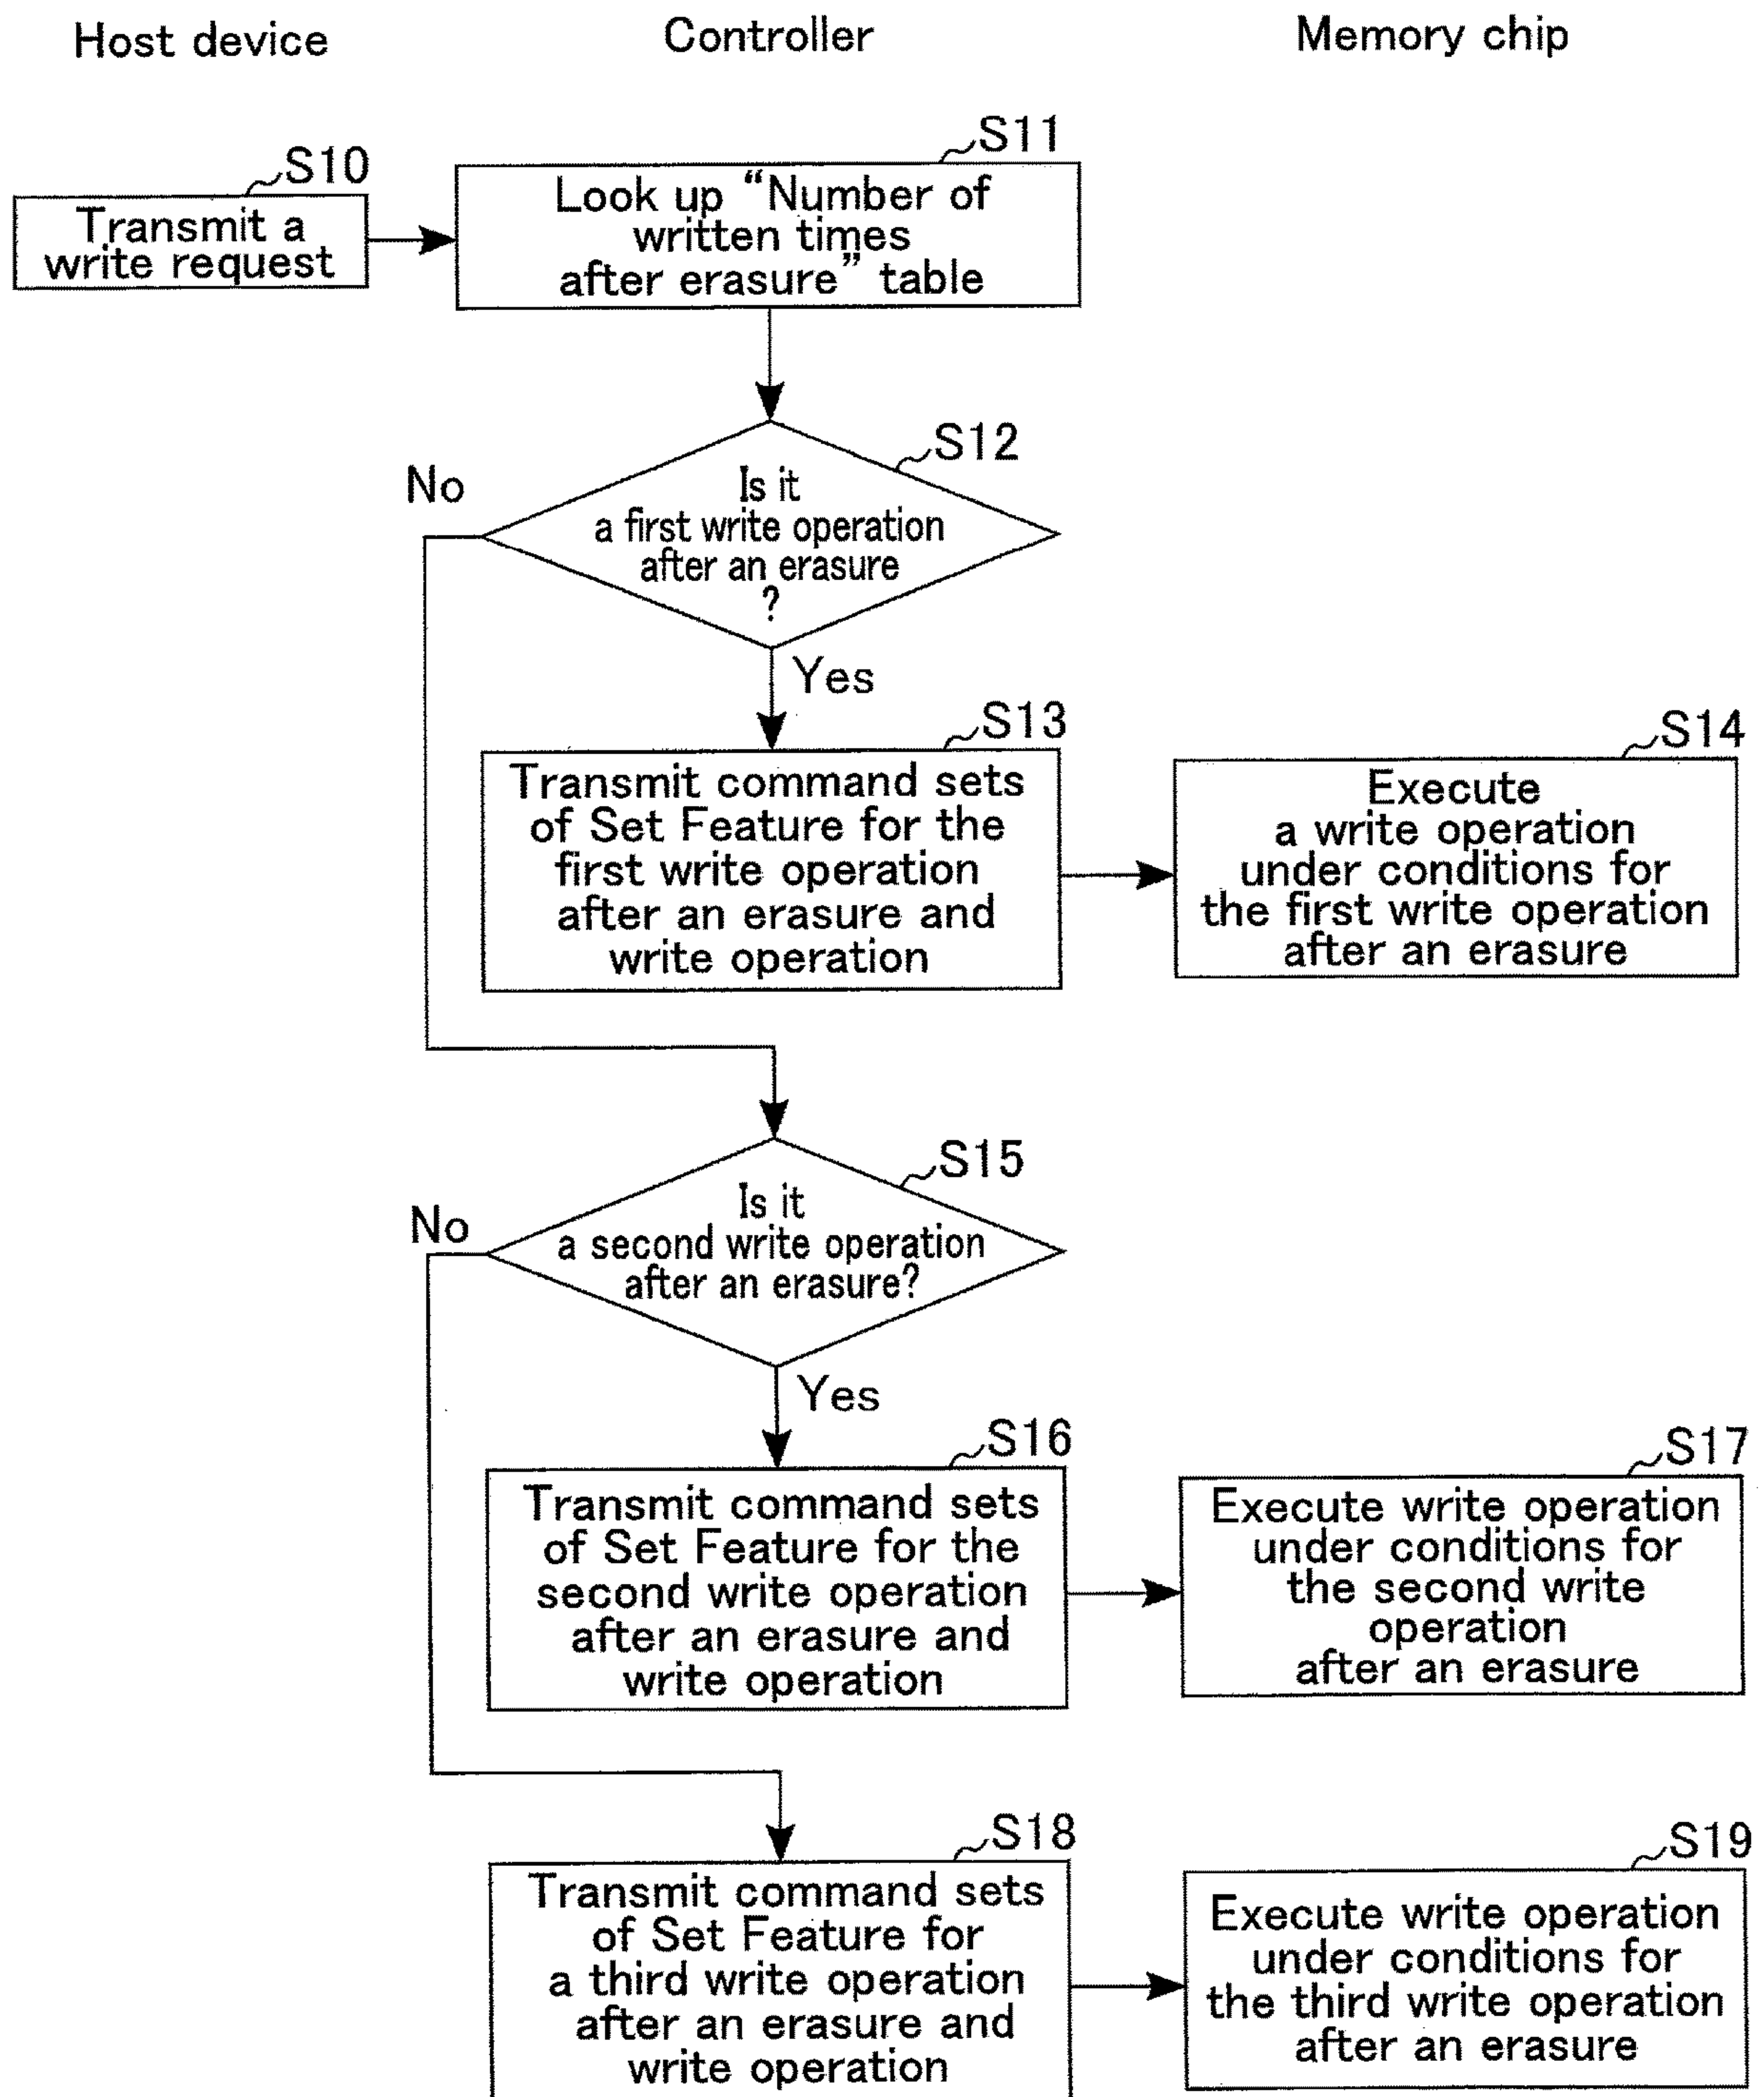 Host device
Controller
Memory chip
S10
Transmit a
write request
S11
Look up “Number of
written times
after erasure” table
S12
Is it
a first write operation
after an erasure
?
No
Yes
S13
Transmit command sets
of Set Feature for the
first write operation
after an erasure and
write operation
S14
Execute
a write operation
under conditions for
the first write operation
after an erasure
S15
Is it
a second write operation
after an erasure?
No
Yes
S16
Transmit command sets
of Set Feature for the
second write operation
after an erasure and
write operation
S17
Execute write operation
under conditions for
the second write
operation
after an erasure
S18
Transmit command sets
of Set Feature for
a third write operation
after an erasure and
write operation
S19
Execute write operation
under conditions for
the third write operation
after an erasure